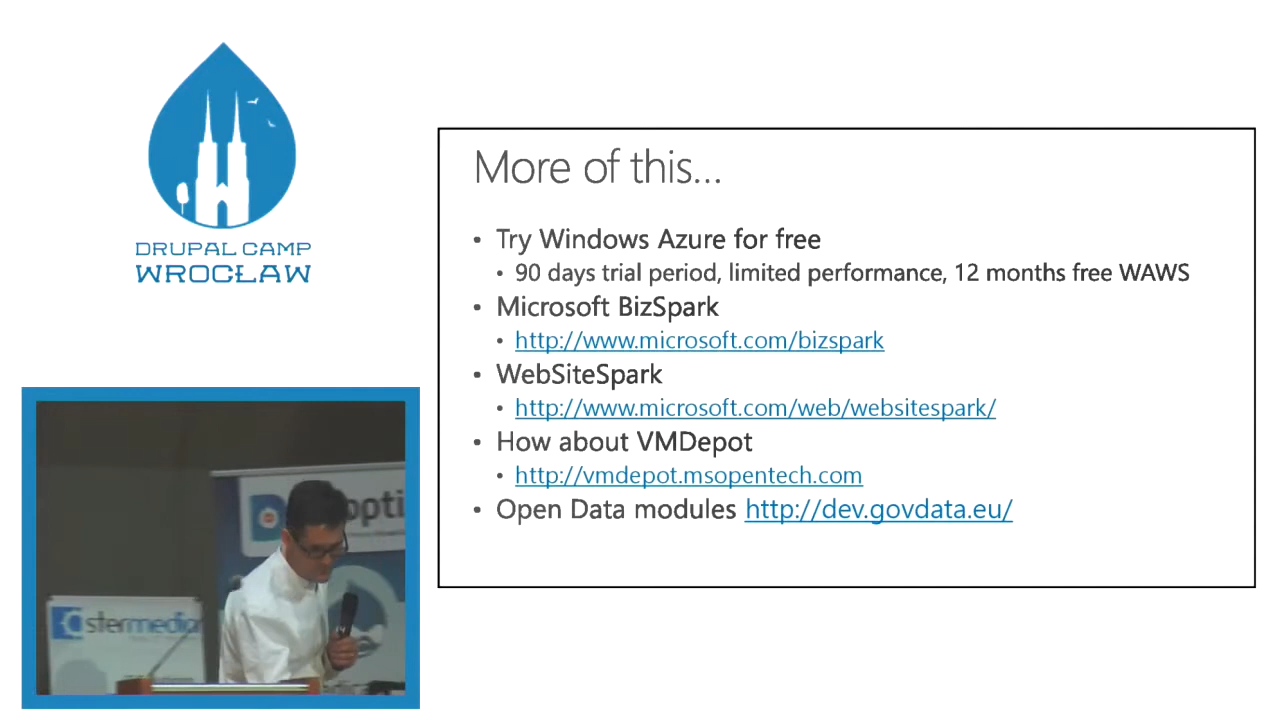 DRUPAL CAMP
WROCŁAW
More of this...
• Try Windows Azure for free
• 90 days trial period, limited performance, 12 months free WAWS
• Microsoft BizSpark
• http://www.microsoft.com/bizspark
• WebSiteSpark
• http://www.microsoft.com/web/websitespark/
• How about VMDepot
• http://vmdepot.msopentech.com
• Open Data modules http://dev.govdata.eu/
opti
stermedia